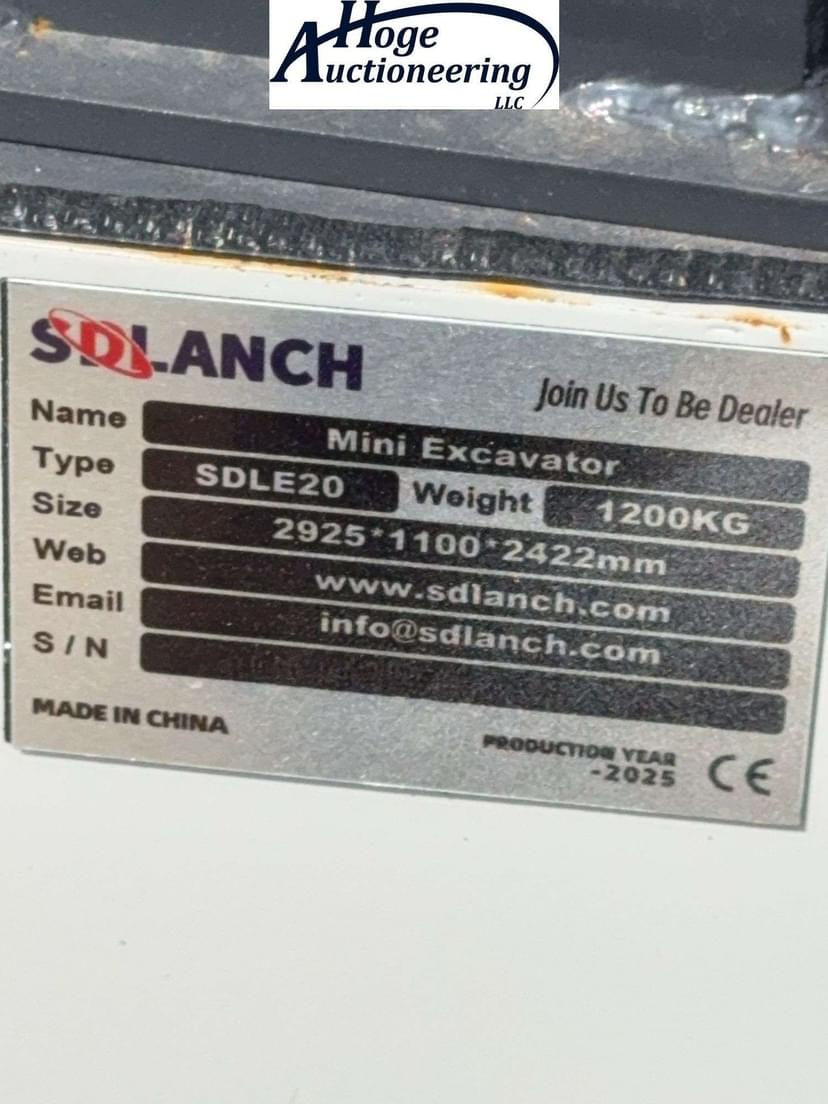 Hoge
Auctioneering
LLC
SDLANCH
Join Us To Be Dealer
Name Mini Excavator
Type SDLE20 Weight 1200KG
Size 2925*1100*2422mm
Web www.sdlanch.com
Email info@sdlanch.com
S / N
MADE IN CHINA
PRODUCTION YEAR
-2025
CE